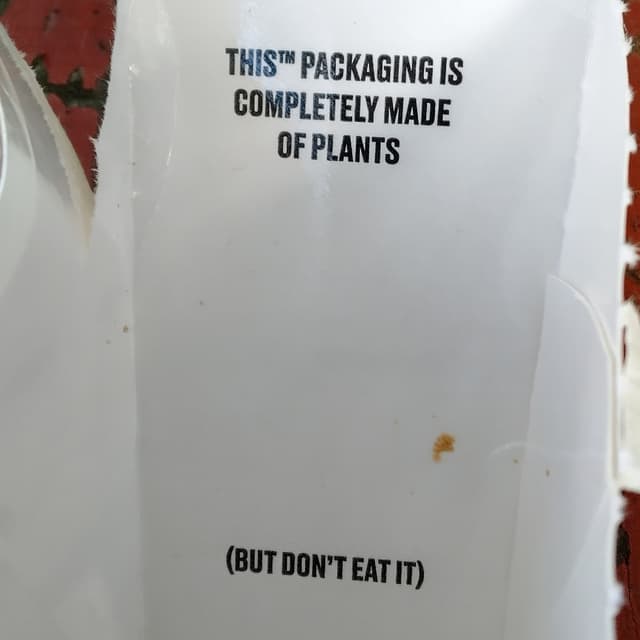 THIS™ PACKAGING IS
COMPLETELY MADE
OF PLANTS
(BUT DON'T EAT IT)